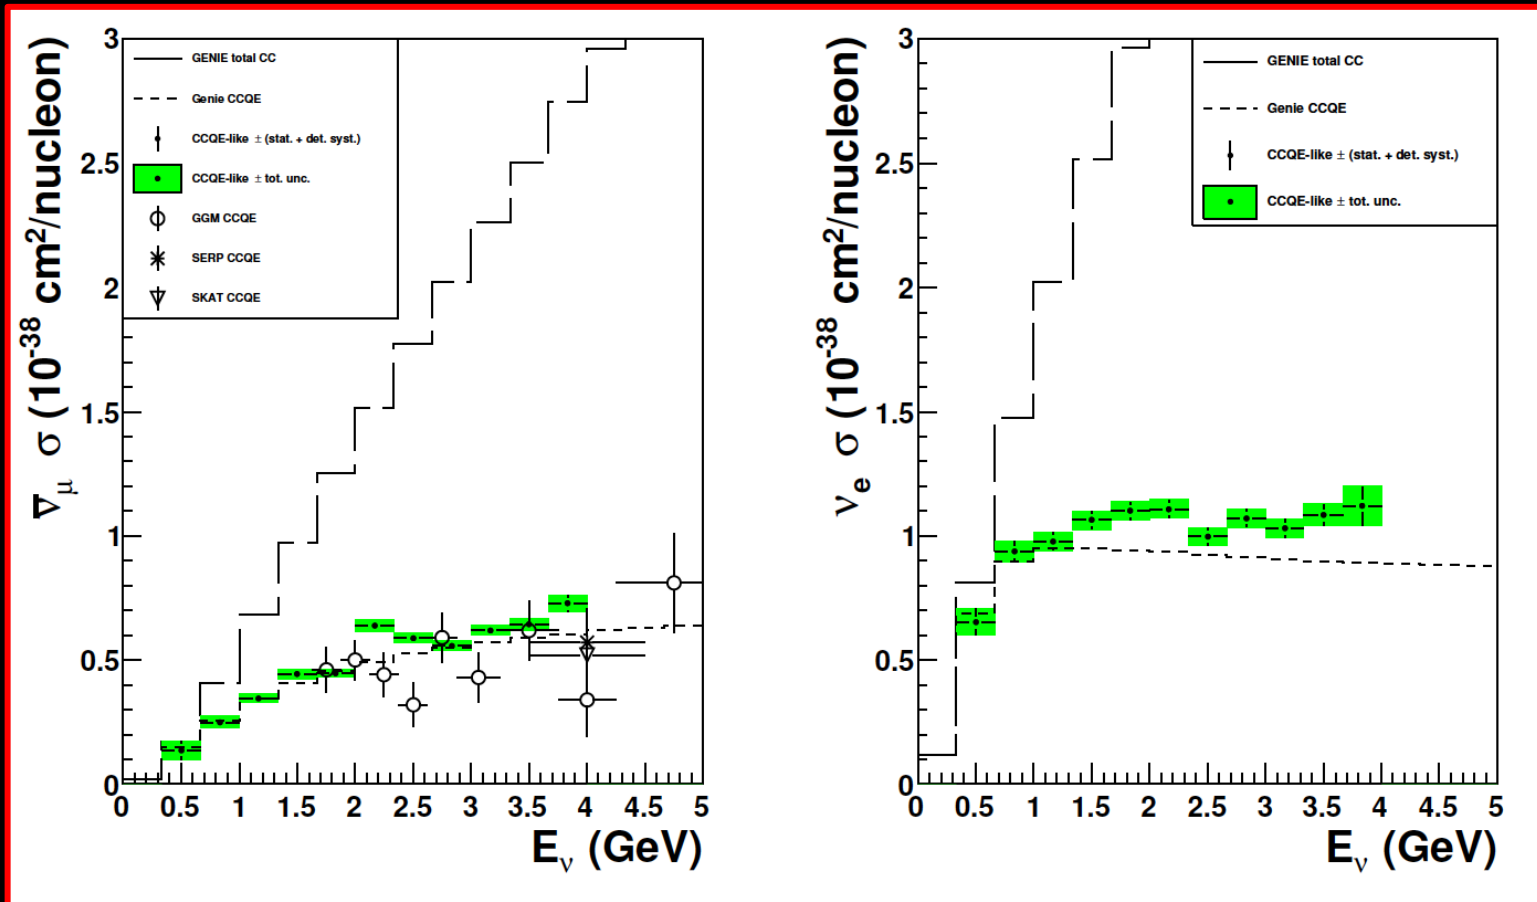 3
2.5
2
1.5
1
0.5
0
ν̅μ σ (10-38 cm2/nucleon)
GENIE total CC
Genie CCQE
CCQE-like ± (stat. + det. syst.)
CCQE-like ± tot. unc.
GGM CCQE
SERP CCQE
SKAT CCQE
0 0.5 1 1.5 2 2.5 3 3.5 4 4.5 5
Eν (GeV)
3
2.5
2
1.5
1
0.5
0
νe σ (10-38 cm2/nucleon)
GENIE total CC
Genie CCQE
CCQE-like ± (stat. + det. syst.)
CCQE-like ± tot. unc.
0 0.5 1 1.5 2 2.5 3 3.5 4 4.5 5
Eν (GeV)